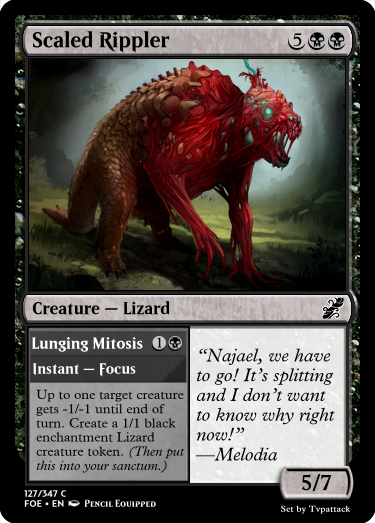 Scaled Rippler 5
Creature — Lizard
Lunging Mitosis 1
Instant — Focus
Up to one target creature
gets -1/-1 until end of
turn. Create a 1/1 black
enchantment Lizard
creature token. (Then put
this into your sanctum.)
“Najael, we have
to go! It’s splitting
and I don’t want
to know why right
now!”
—Melodia
5/7
127/347 C
FOE • EN Pencil Equipped
Set by Tvpattack